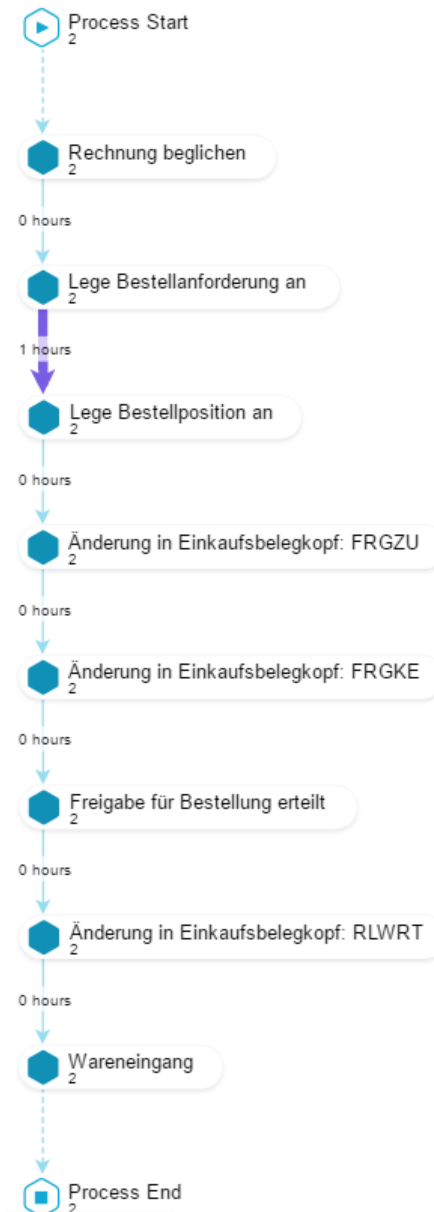 Process Start
2
Rechnung beglichen
2
0 hours
Lege Bestellanforderung an
2
1 hours
Lege Bestellposition an
2
0 hours
Änderung in Einkaufsbelegkopf: FRGZU
2
0 hours
Änderung in Einkaufsbelegkopf: FRGKE
2
0 hours
Freigabe für Bestellung erteilt
2
0 hours
Änderung in Einkaufsbelegkopf: RLWRT
2
0 hours
Wareneingang
2
Process End
2